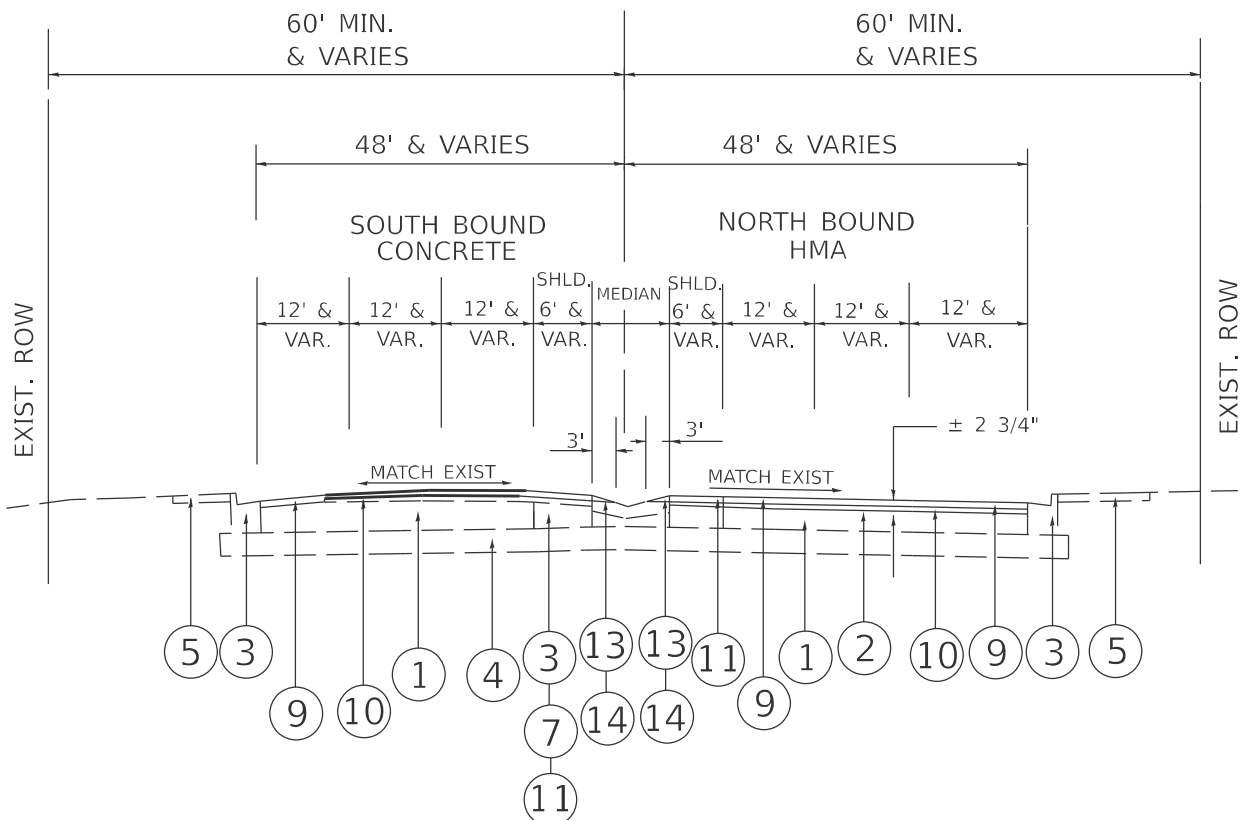 60' MIN.
& VARIES
60' MIN.
& VARIES
48' & VARIES
48' & VARIES
SOUTH BOUND
CONCRETE
NORTH BOUND
HMA
EXIST. ROW
12' &
VAR.
12' &
VAR.
12' &
VAR.
SHLD.
6' &
VAR.
MEDIAN
SHLD.
6' &
VAR.
12' &
VAR.
12' &
VAR.
12' &
VAR.
EXIST. ROW
3'
3'
± 2 3/4"
MATCH EXIST
MATCH EXIST
5
3
9
10
1
4
3
7
11
13
14
13
14
11
9
1
2
10
9
3
5